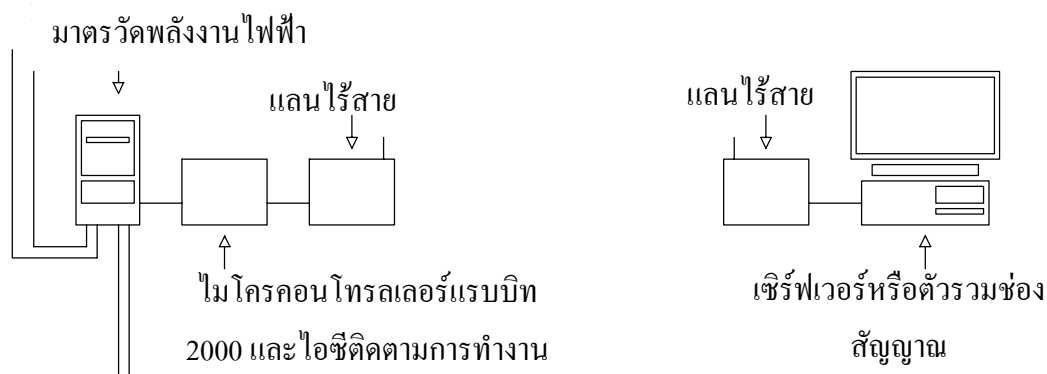 มาตรวัดพลังงานไฟฟ้า
แลนไร้สาย
แลนไร้สาย
ไมโครคอนโทรลเลอร์แรบบิท
2000 และไอซีติดตามการทำงาน
เซิร์ฟเวอร์หรือตัวรวมช่อง
สัญญาณ